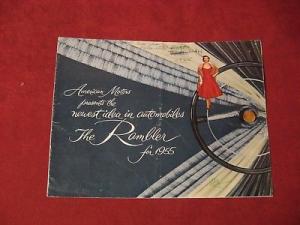 American Motors
presents the
newest idea in automobiles
The Rambler
for 1955